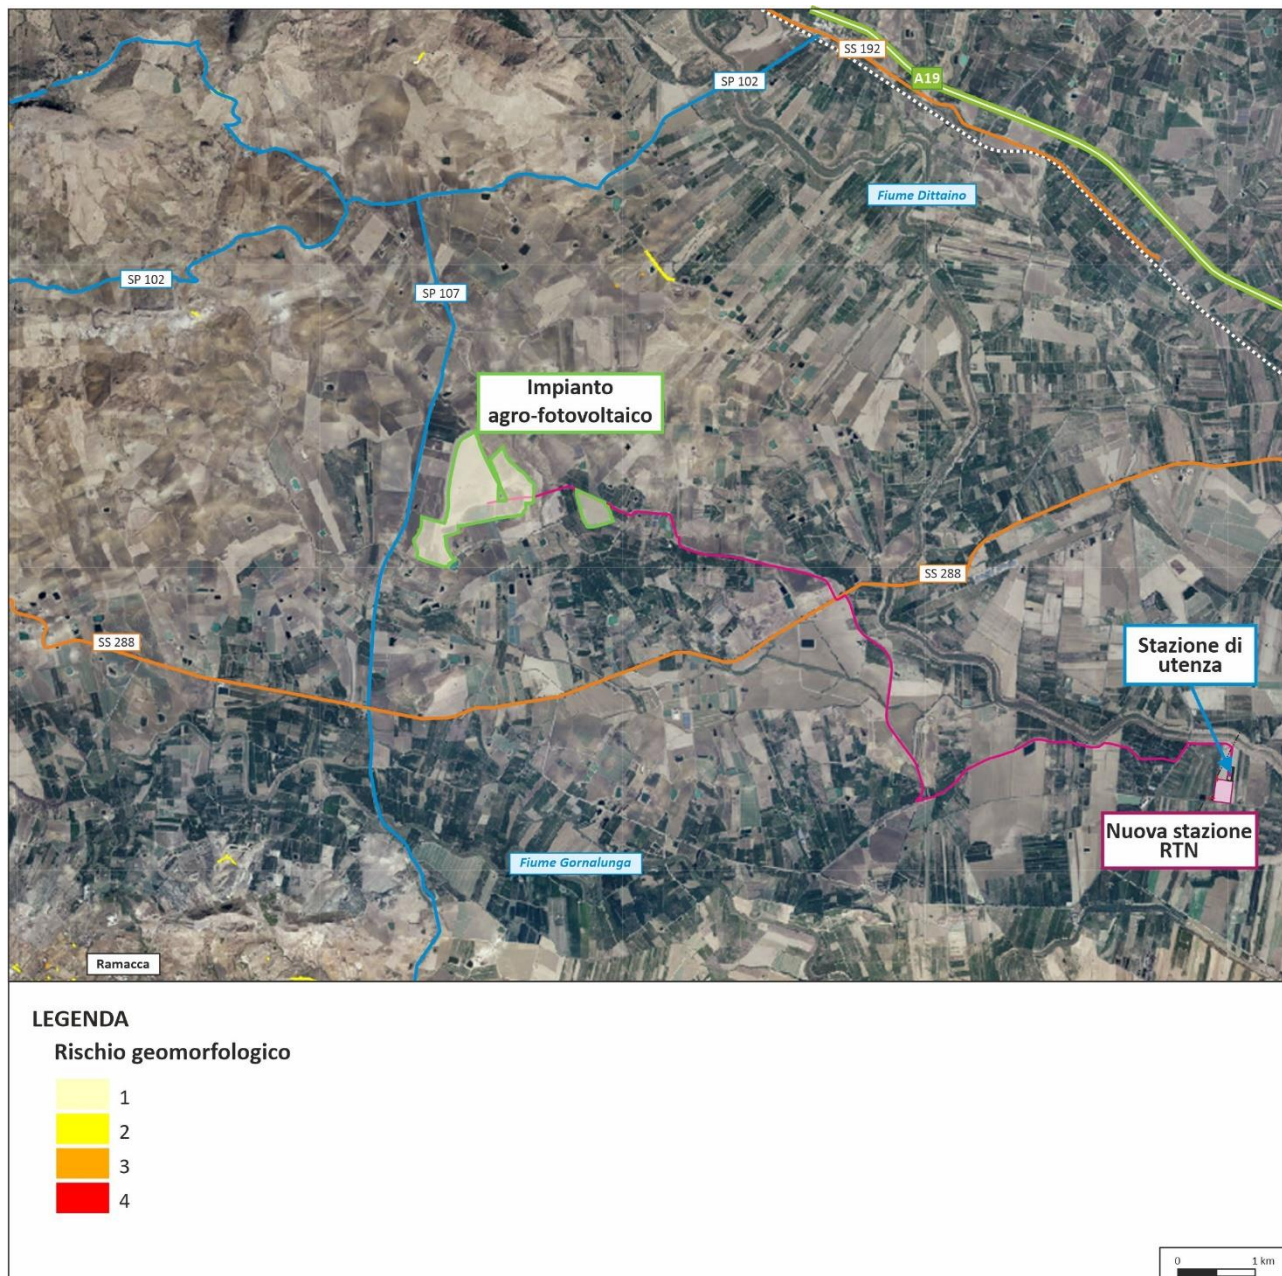 SS 192
A19
SP 102
Fiume Dittaino
SP 102
SP 107
Impianto
agro-fotovoltaico
SS 288
SS 288
Stazione di
utenza
Nuova stazione
RTN
Fiume Gornalunga
Ramacca
LEGENDA
Rischio geomorfologico
1
2
3
4
0 1 km